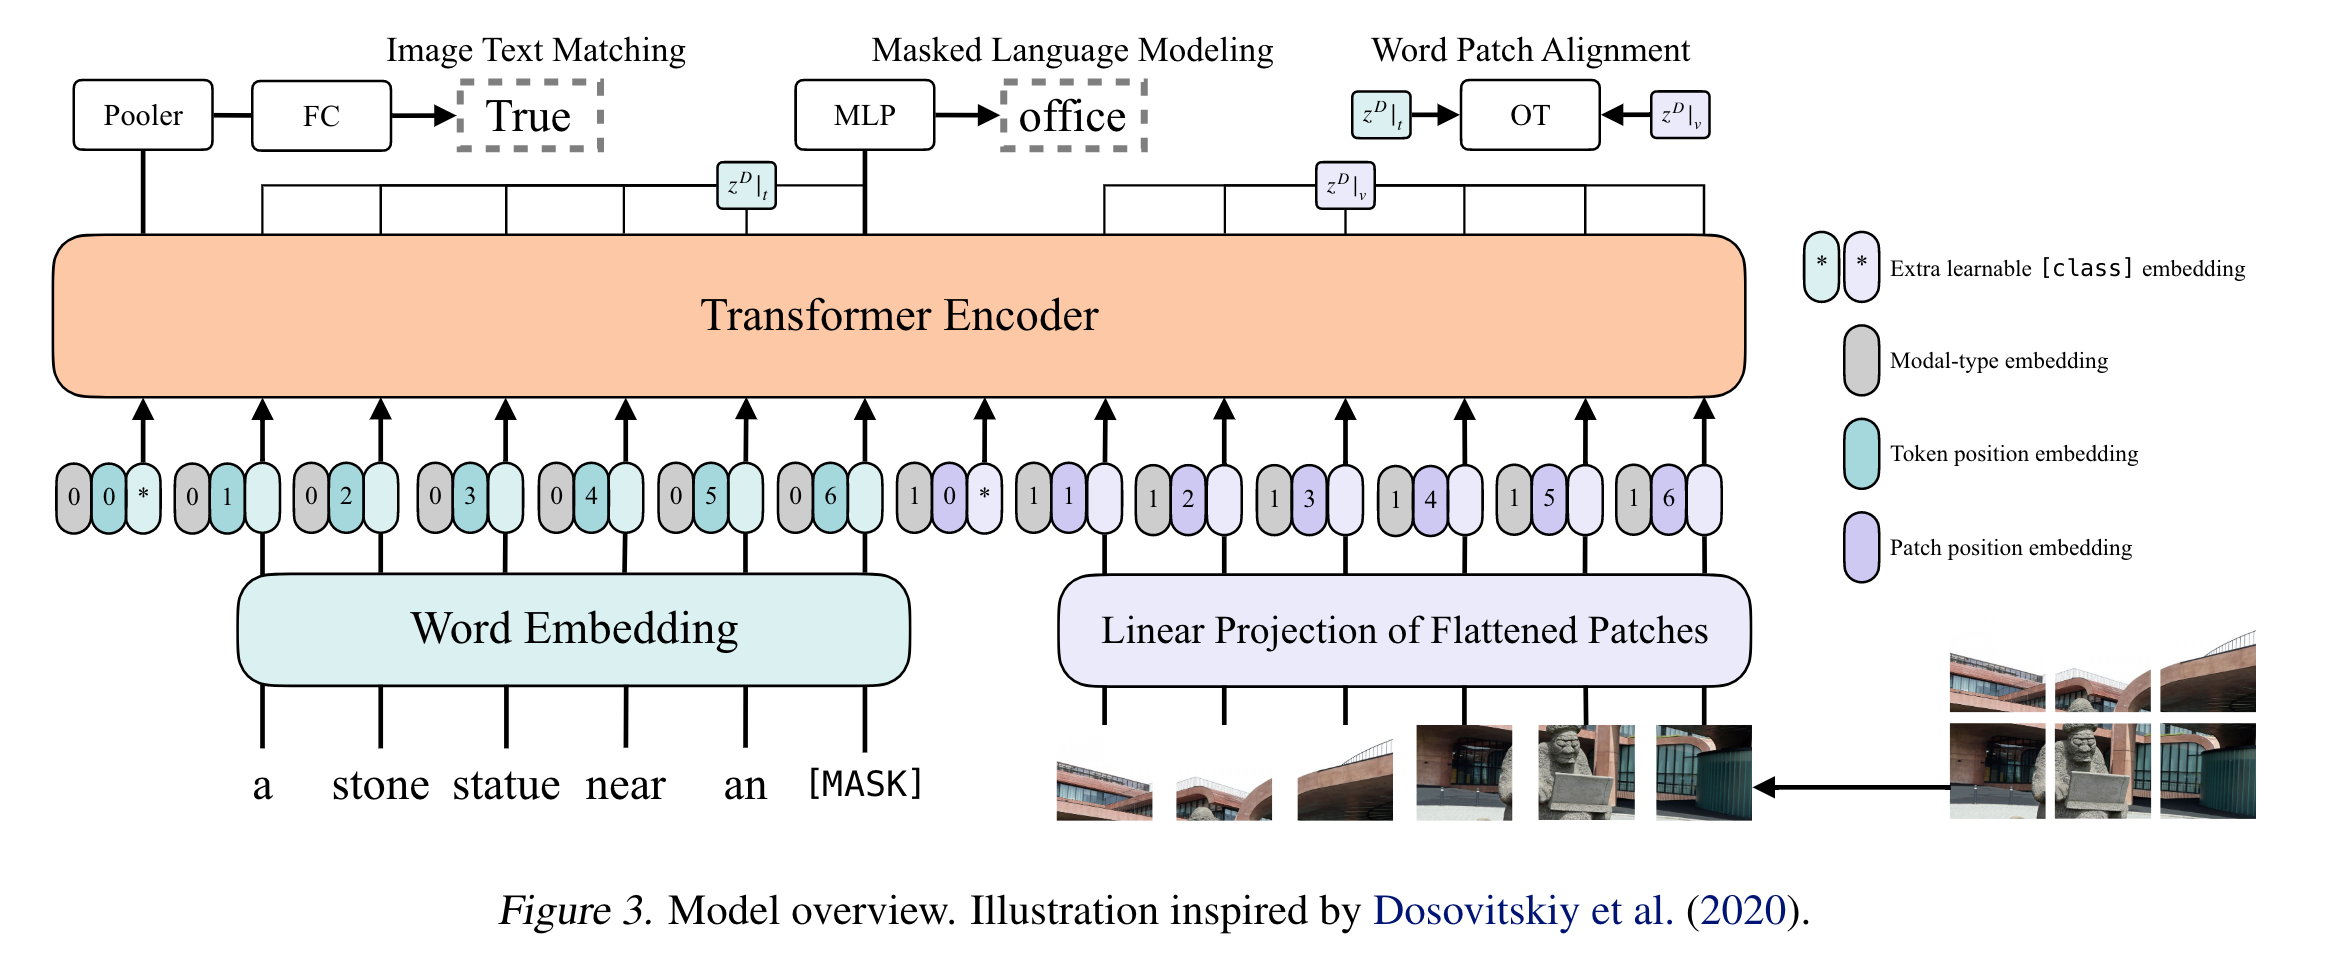 Image Text Matching
Masked Language Modeling
Word Patch Alignment
Pooler
FC
True
MLP
office
z^D|_t
OT
z^D|_v
z^D|_t
z^D|_v
Transformer Encoder
* * Extra learnable [class] embedding
Modal-type embedding
Token position embedding
Patch position embedding
0 0 * 0 1 0 2 0 3 0 4 0 5 0 6 1 0 * 1 1 1 2 1 3 1 4 1 5 1 6
Word Embedding
Linear Projection of Flattened Patches
a stone statue near an [MASK]
Figure 3. Model overview. Illustration inspired by Dosovitskiy et al. (2020).